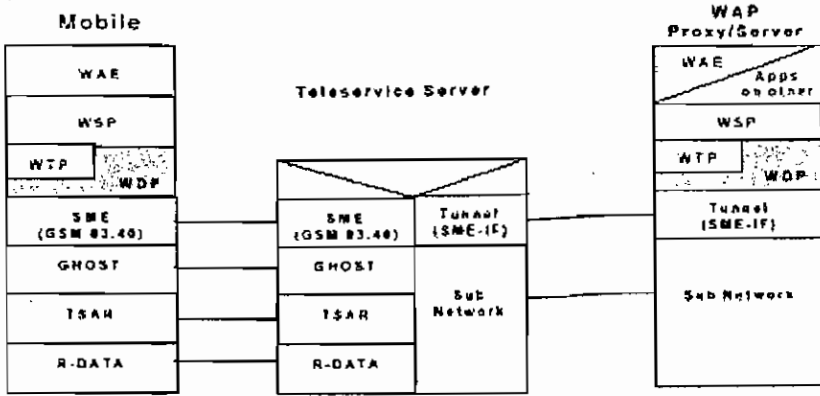 Mobile
WAE
WSP
WTP
WDP
SME
(GSM 03.40)
GHOST
TSAR
R-DATA
Teleservice Server
SME
(GSM 03.40)
Tunnel
(SME-IF)
GHOST
TSAR
R-DATA
Sub
Network
WAP
Proxy/Server
WAE
Apps
on other
WSP
WTP
WDP
Tunnel
(SME-IF)
Sub Network